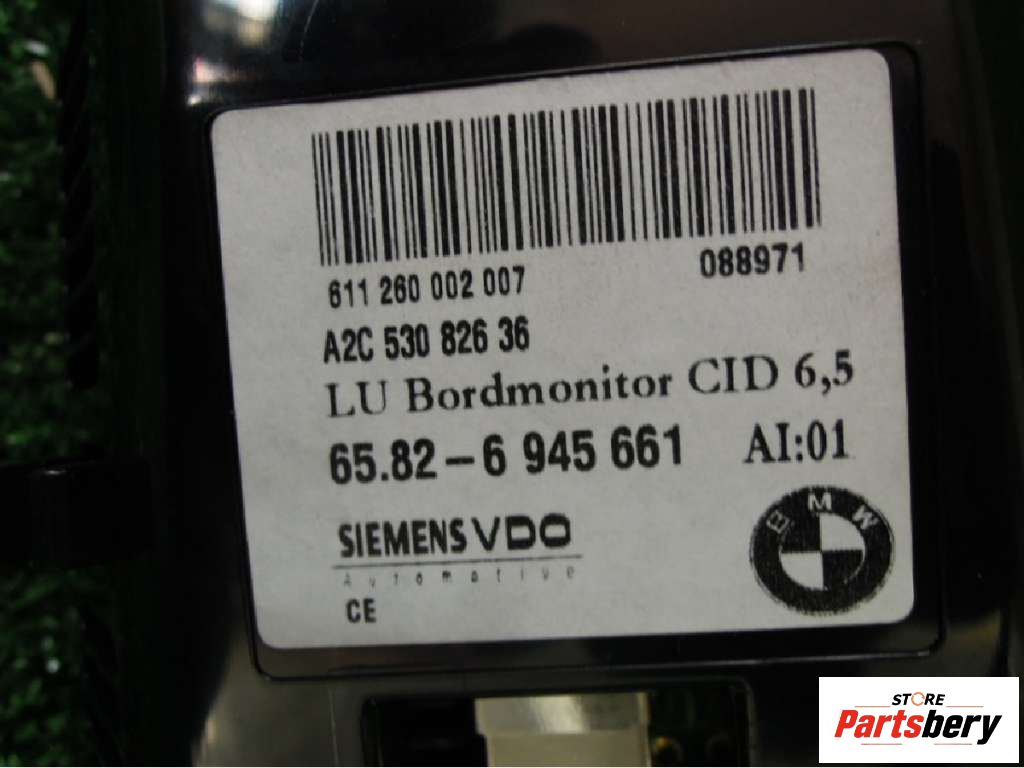 611 260 002 007 088971
A2C 530 826 36
LU Bordmonitor CID 6,5
65.82-6 945 661 AI:01
SIEMENS VDO
Automotive
CE
BMW
STORE
Partsbery